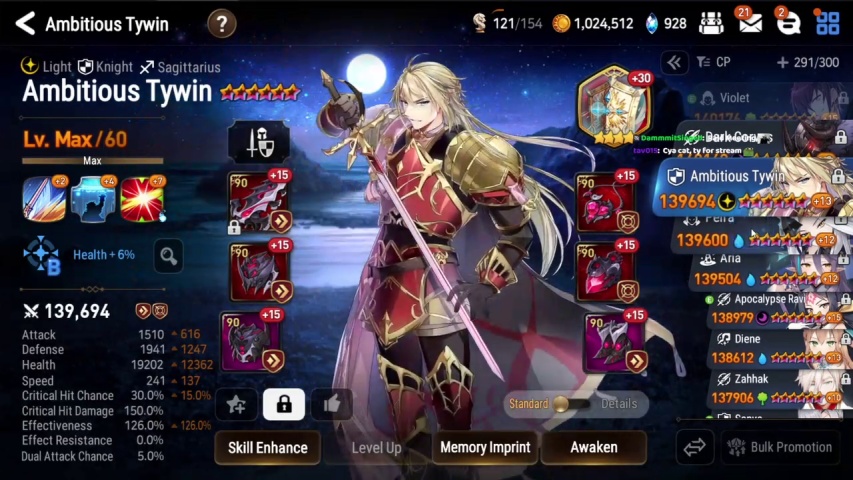 Ambitious Tywin
?
121/154
1,024,512
928
21
2
Light Knight Sagittarius
Ambitious Tywin
Lv. Max/60
Max
+2
+4
+7
B
Health + 6%
139,694
Attack 1510 616
Defense 1941 1247
Health 19202 12362
Speed 241 137
Critical Hit Chance 30.0% 15.0%
Critical Hit Damage 150.0%
Effectiveness 126.0% 126.0%
Effect Resistance 0.0%
Dual Attack Chance 5.0%
90 +15
90 +15
90 +15
+30
90 +15
90 +15
90 +15
Standard Details
Skill Enhance
Level Up
Memory Imprint
Awaken
CP
291/300
Violet
tav015: Cya cat, ty for stream
Ambitious Tywin
139694 +13
139600 +12
Aria
139504 +12
Apocalypse Ravi
138979 +15
Diene
138612
Zahhak
137906
Bulk Promotion